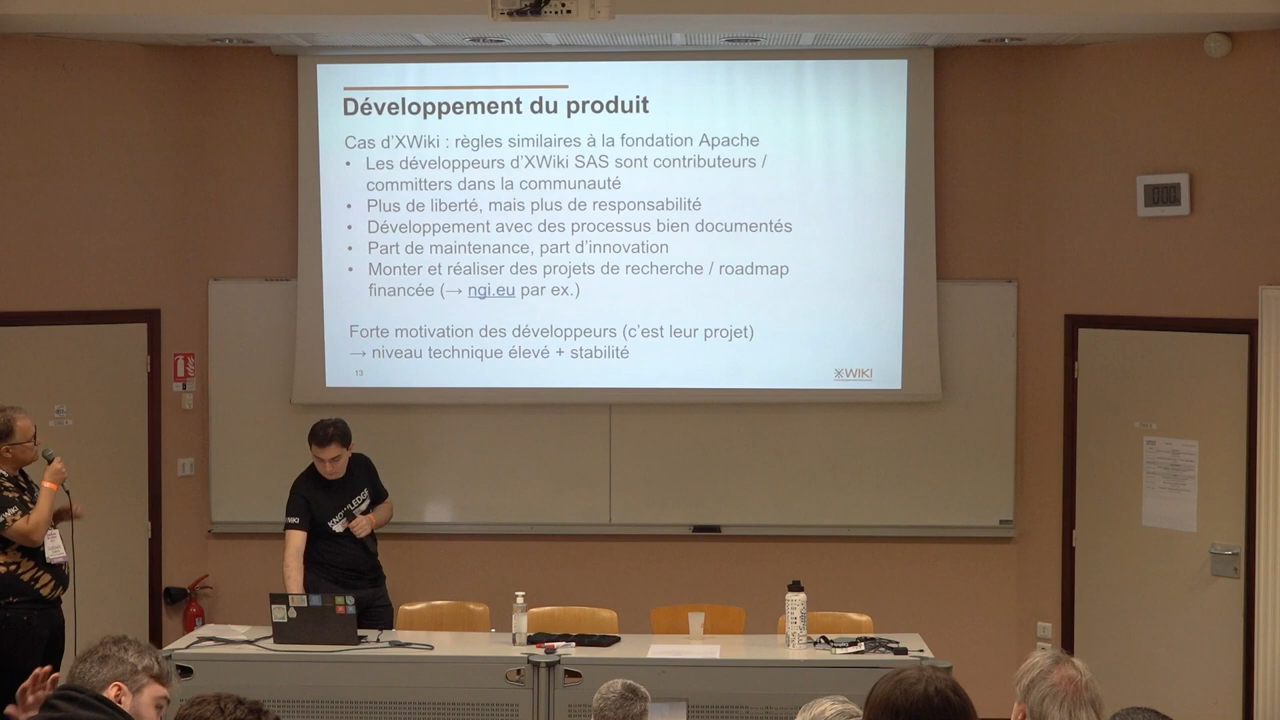 Développement du produit
Cas d'XWiki : règles similaires à la fondation Apache
• Les développeurs d'XWiki SAS sont contributeurs /
committers dans la communauté
• Plus de liberté, mais plus de responsabilité
• Développement avec des processus bien documentés
• Part de maintenance, part d'innovation
• Monter et réaliser des projets de recherche / roadmap
financée (→ ngi.eu par ex.)
Forte motivation des développeurs (c'est leur projet)
→ niveau technique élevé + stabilité
13
XWIKI